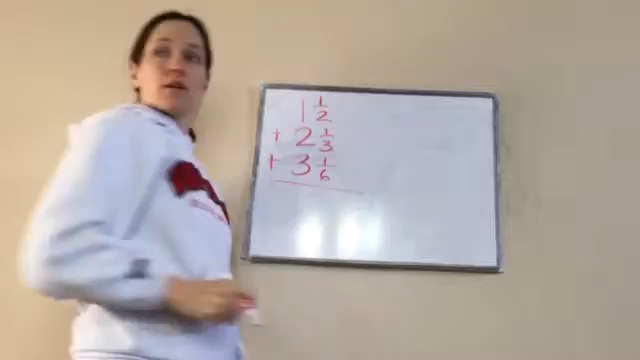 1 1/2
+ 2 1/3
+ 3 1/6